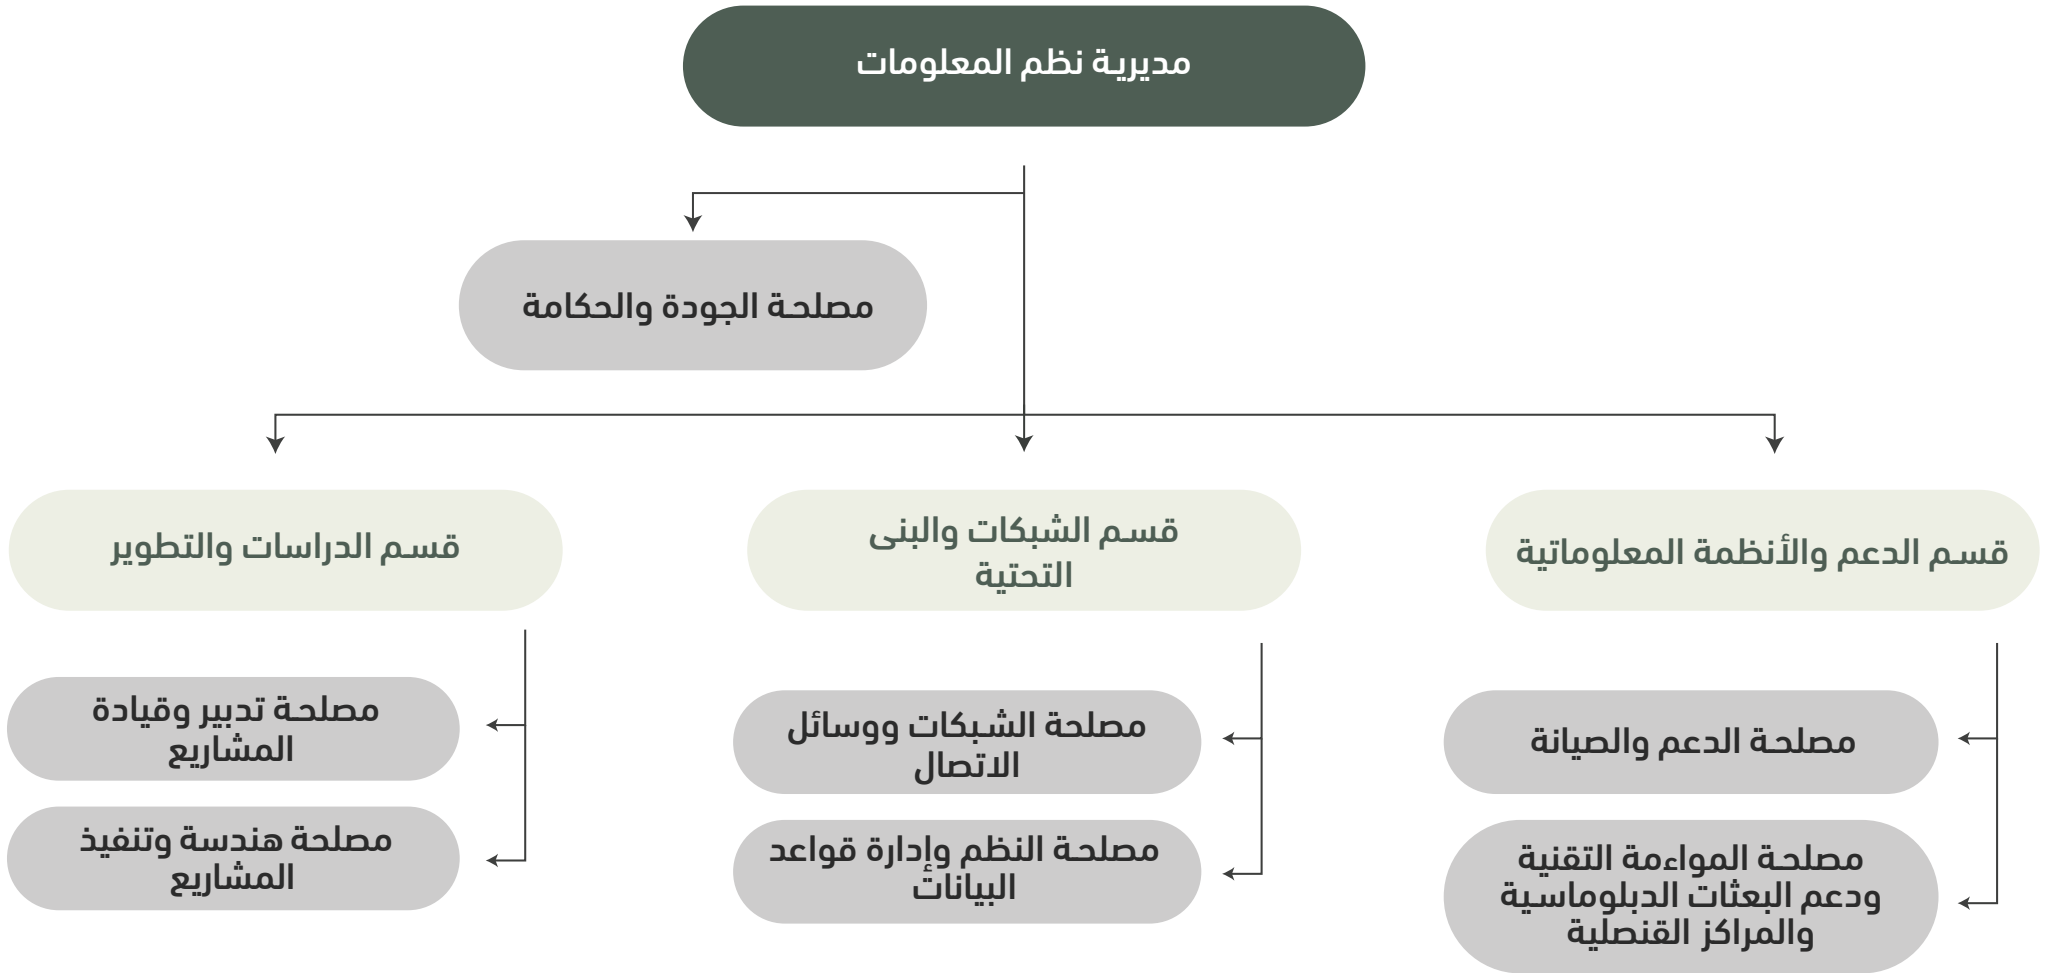 مديرية نظم المعلومات
مصلحة الجودة والحكامة
قسم الدعم والأنظمة المعلوماتية
مصلحة الدعم والصيانة
مصلحة المواءمة التقنية
ودعم البعثات الدبلوماسية
والمراكز القنصلية
قسم الشبكات والبنى
التحتية
مصلحة الشبكات ووسائل
الاتصال
مصلحة النظم وإدارة قواعد
البيانات
قسم الدراسات والتطوير
مصلحة تدبير وقيادة
المشاريع
مصلحة هندسة وتنفيذ
المشاريع